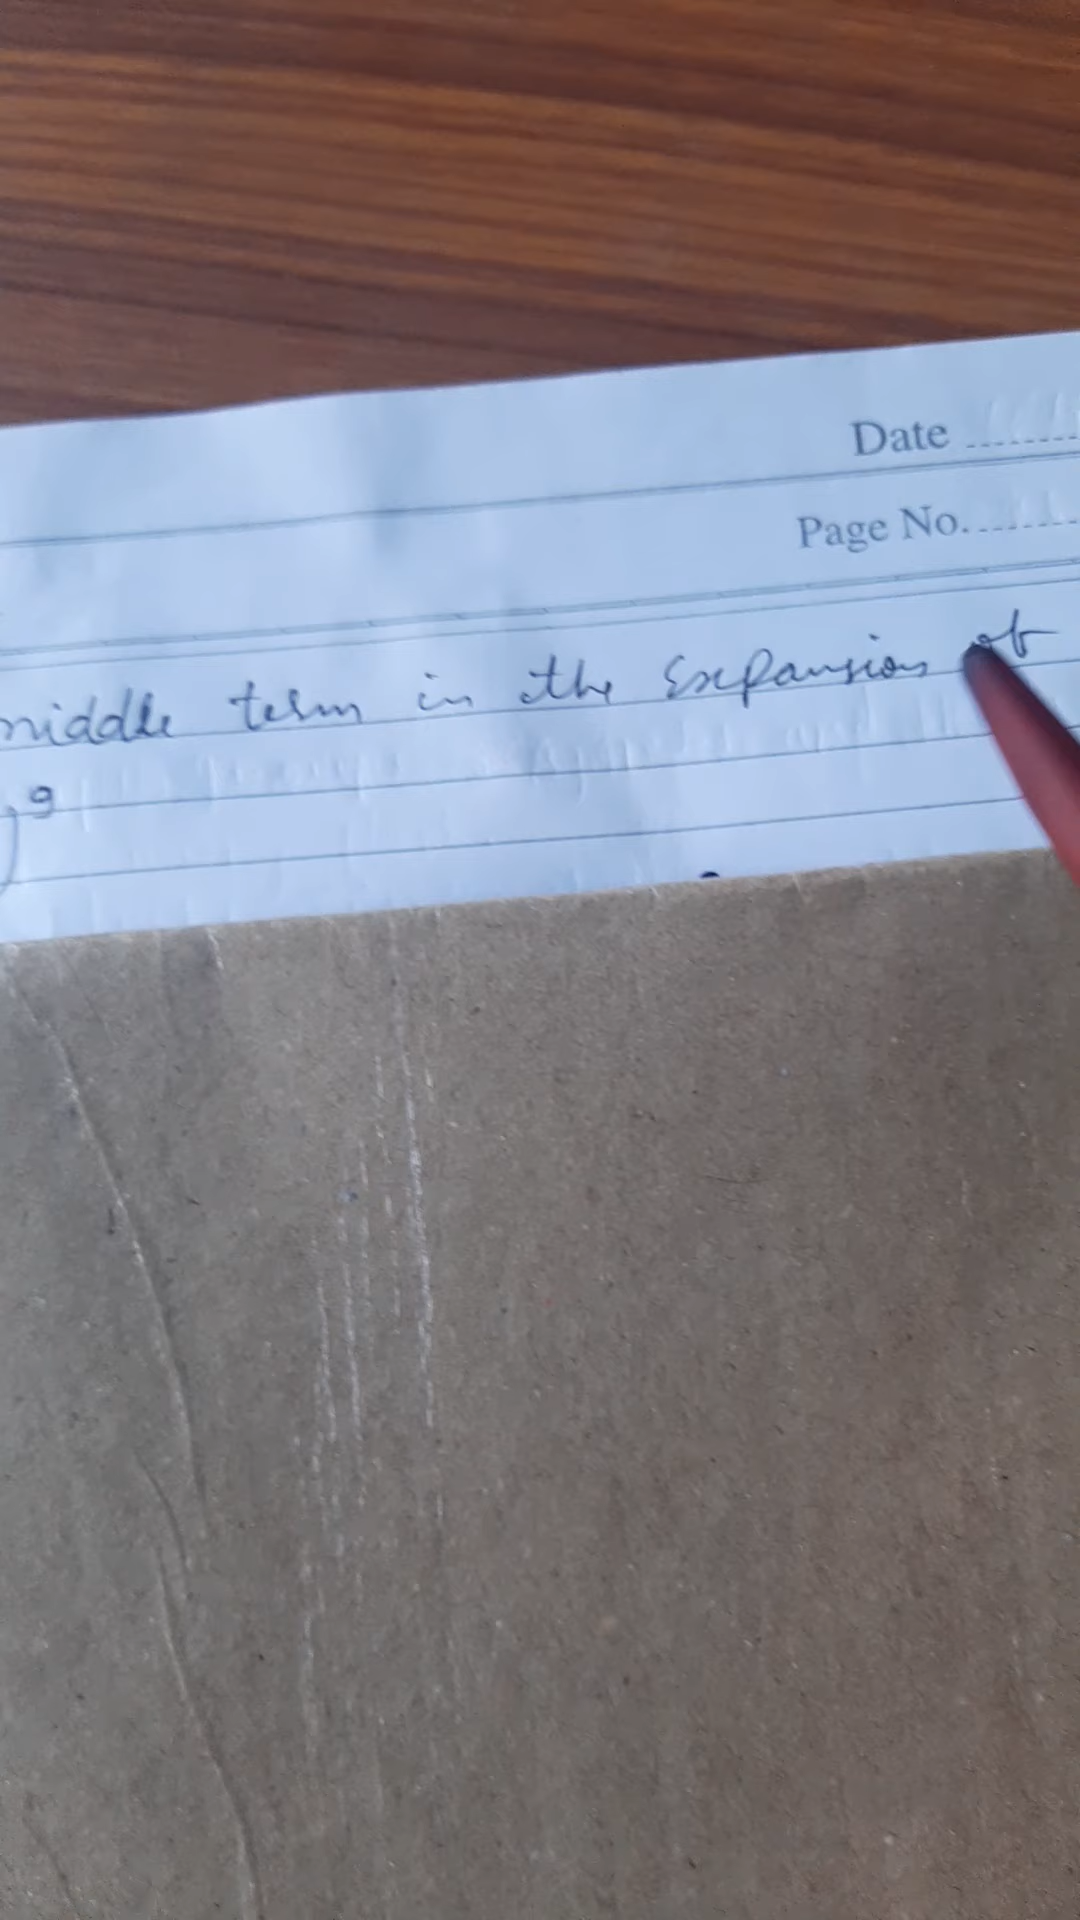 Date
Page No.
middle term in the Expansion of
)⁹